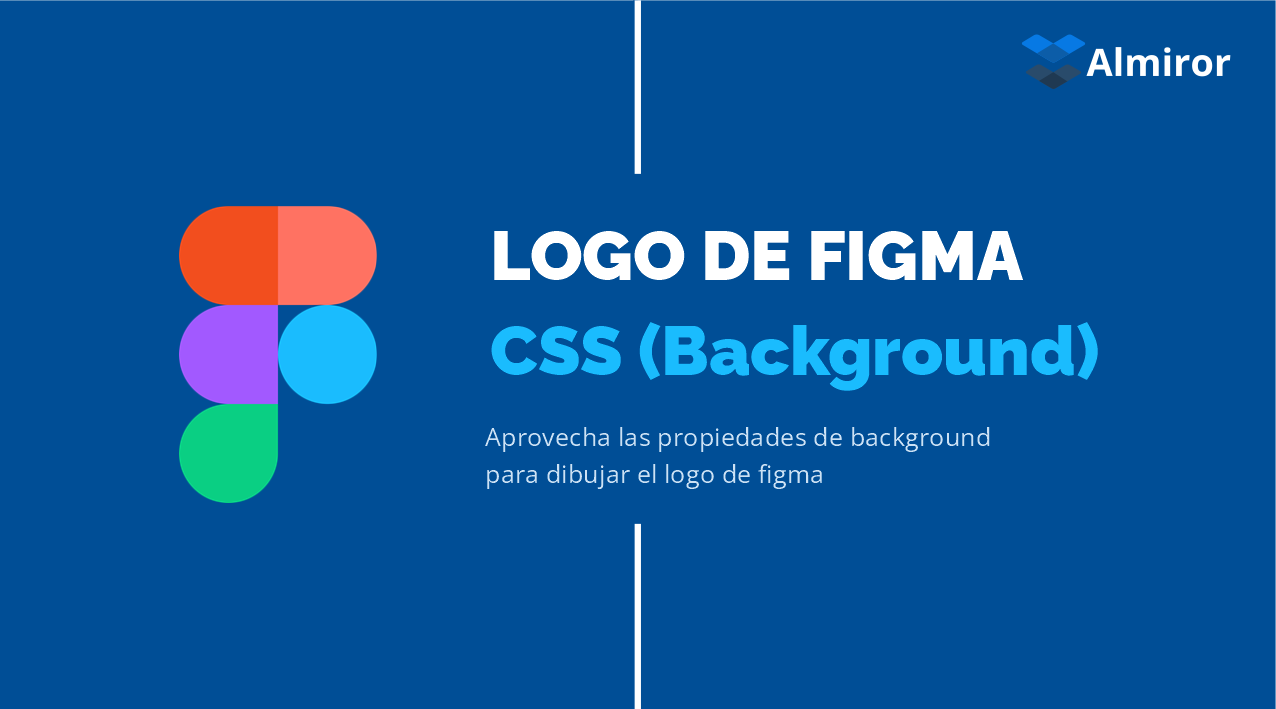 Almiror
LOGO DE FIGMA
CSS (Background)
Aprovecha las propiedades de background
para dibujar el logo de figma